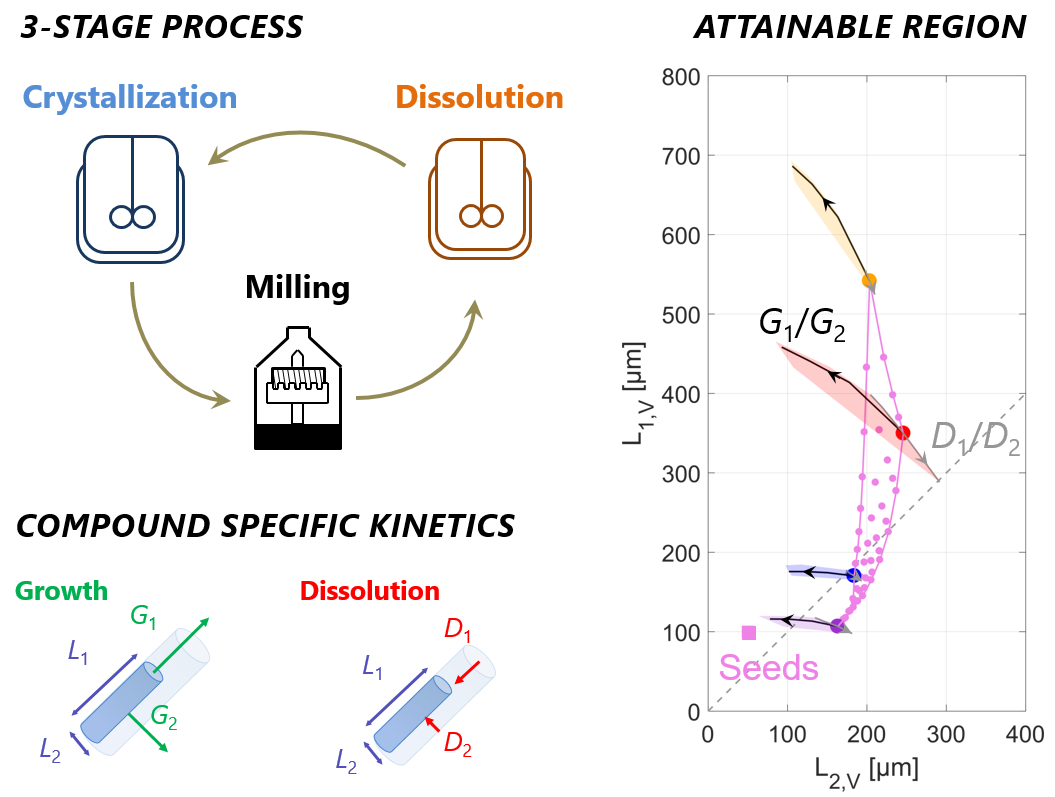 3-STAGE PROCESS
Crystallization
Dissolution
Milling
COMPOUND SPECIFIC KINETICS
Growth
G1
L1
G2
L2
Dissolution
D1
L1
D2
L2
ATTAINABLE REGION
800
700
600
500
400
300
200
100
0
L1,V [µm]
G1/G2
D1/D2
Seeds
0 100 200 300 400
L2,V [µm]